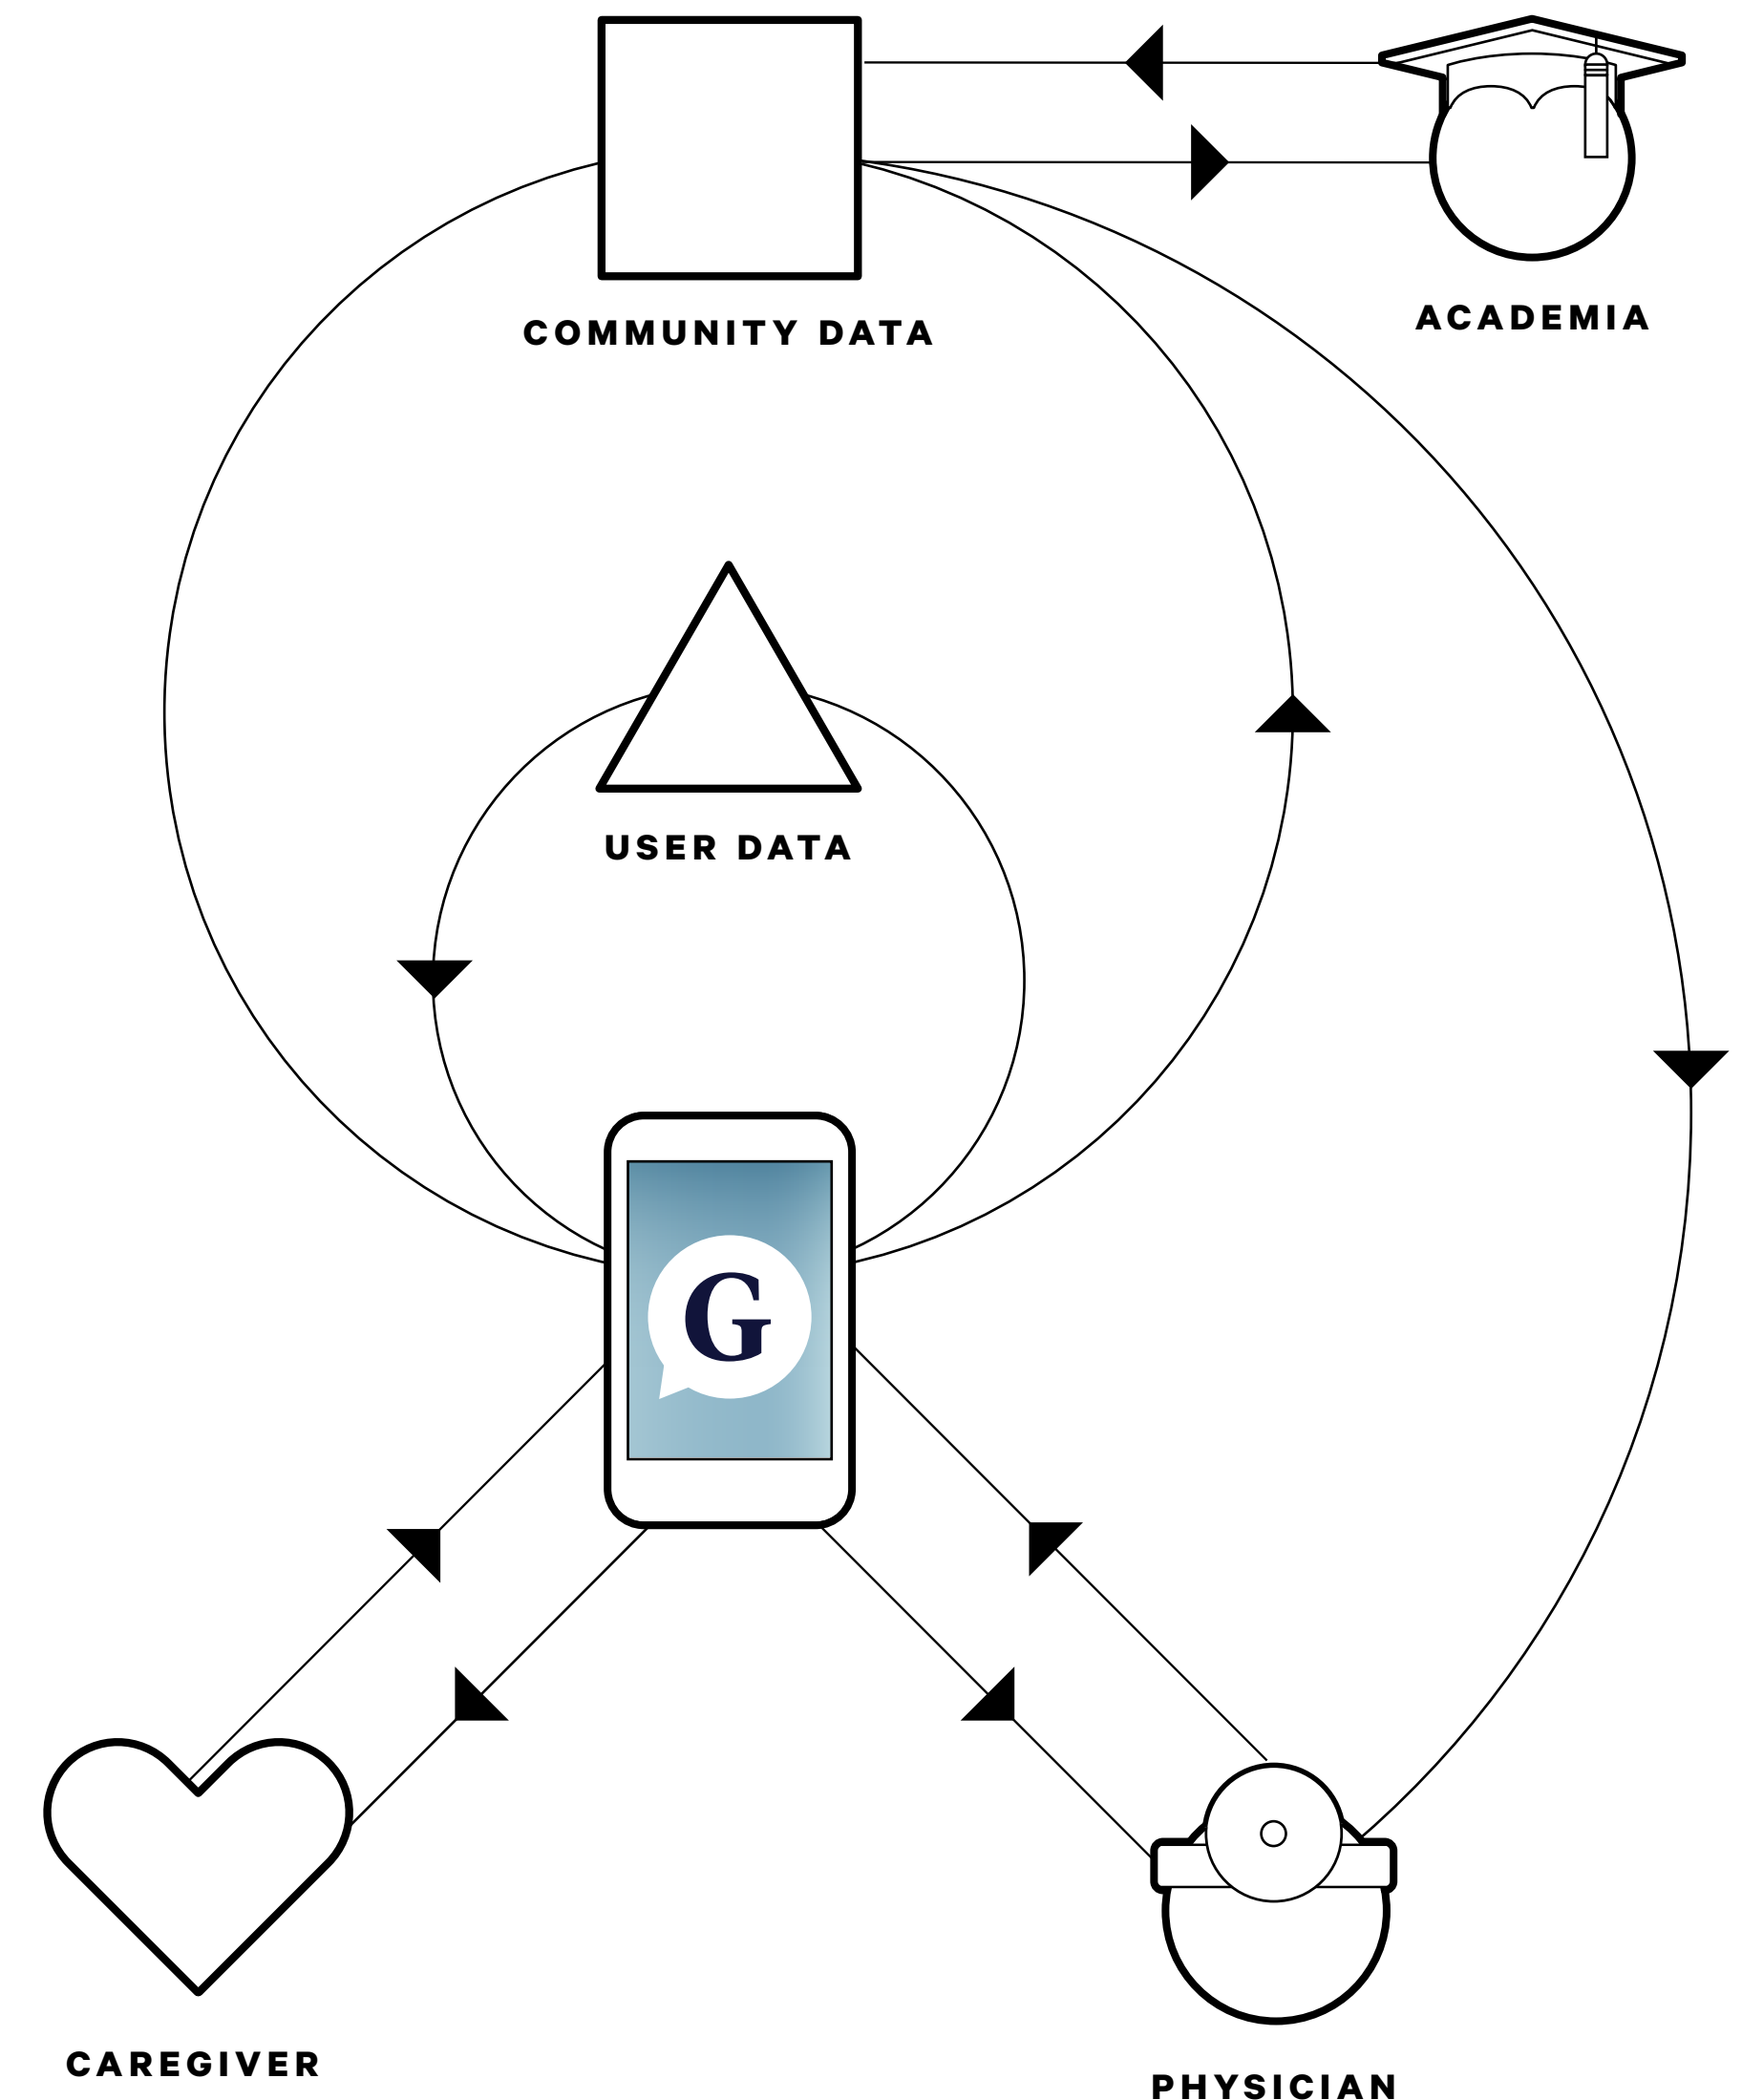 ACADEMIA
COMMUNITY DATA
USER DATA
G
CAREGIVER
PHYSICIAN